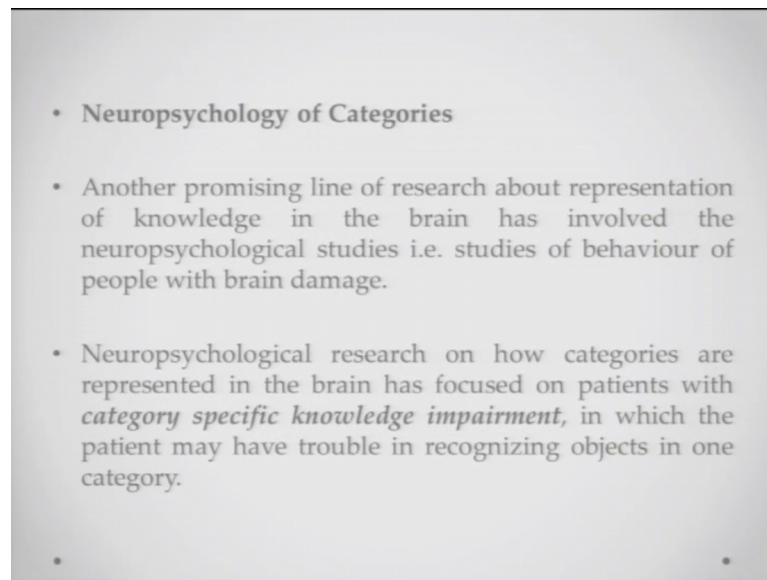 • Neuropsychology of Categories
• Another promising line of research about representation
of knowledge in the brain has involved the
neuropsychological studies i.e. studies of behaviour of
people with brain damage.
• Neuropsychological research on how categories are
represented in the brain has focused on patients with
category specific knowledge impairment, in which the
patient may have trouble in recognizing objects in one
category.